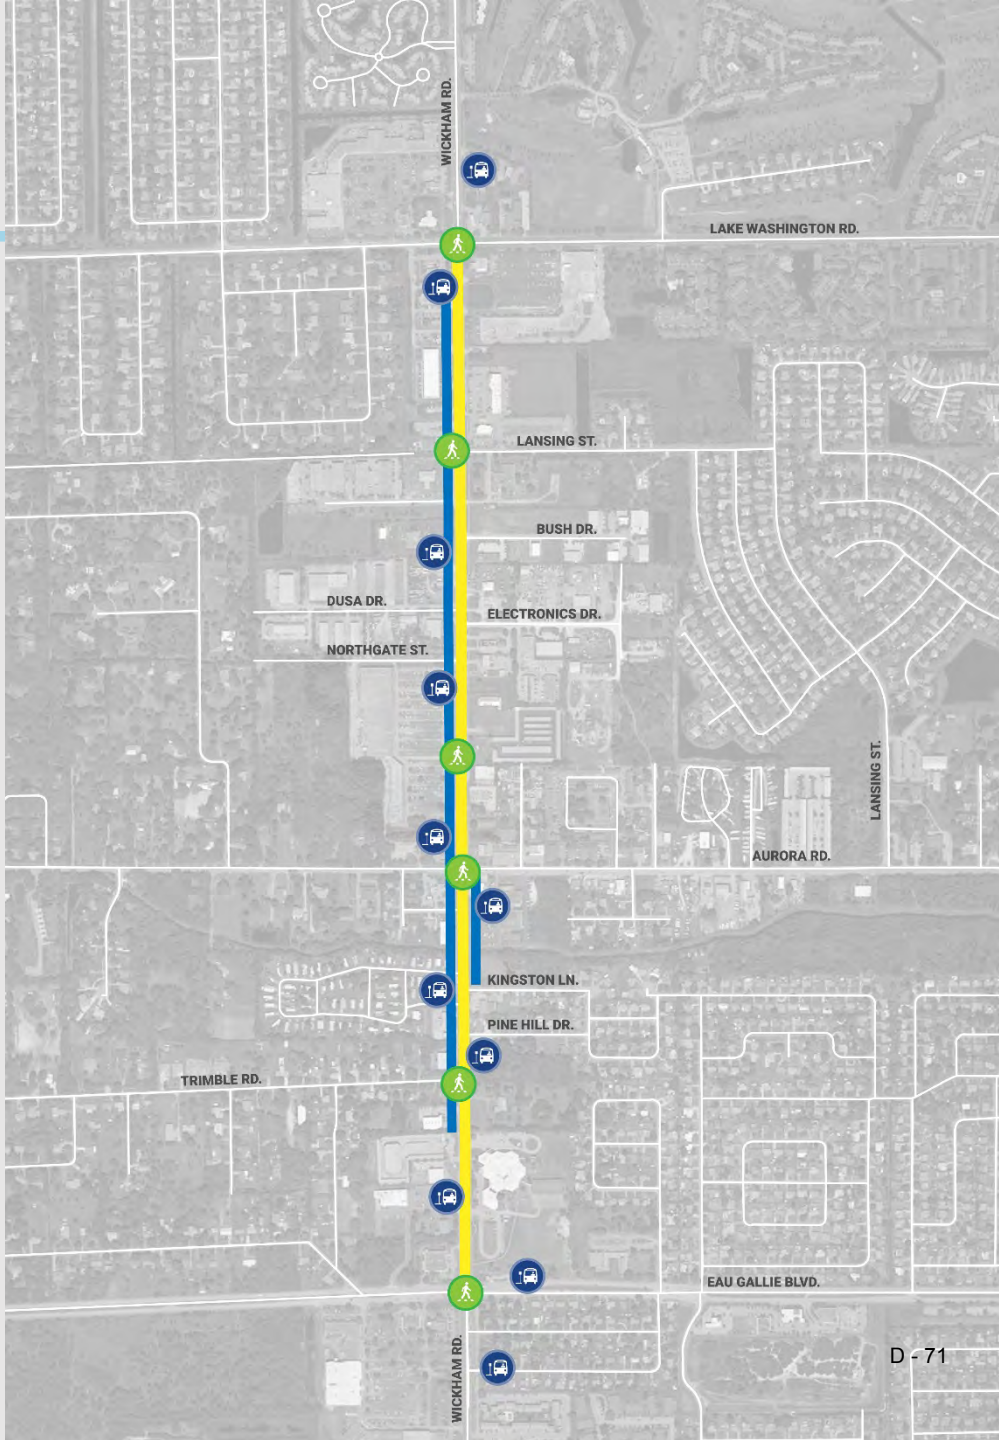 WICKHAM RD.
LAKE WASHINGTON RD.
LANSING ST.
BUSH DR.
DUSA DR.
ELECTRONICS DR.
NORTHGATE ST.
LANSING ST.
AURORA RD.
KINGSTON LN.
PINE HILL DR.
TRIMBLE RD.
EAU GALLIE BLVD.
WICKHAM RD.
D - 71